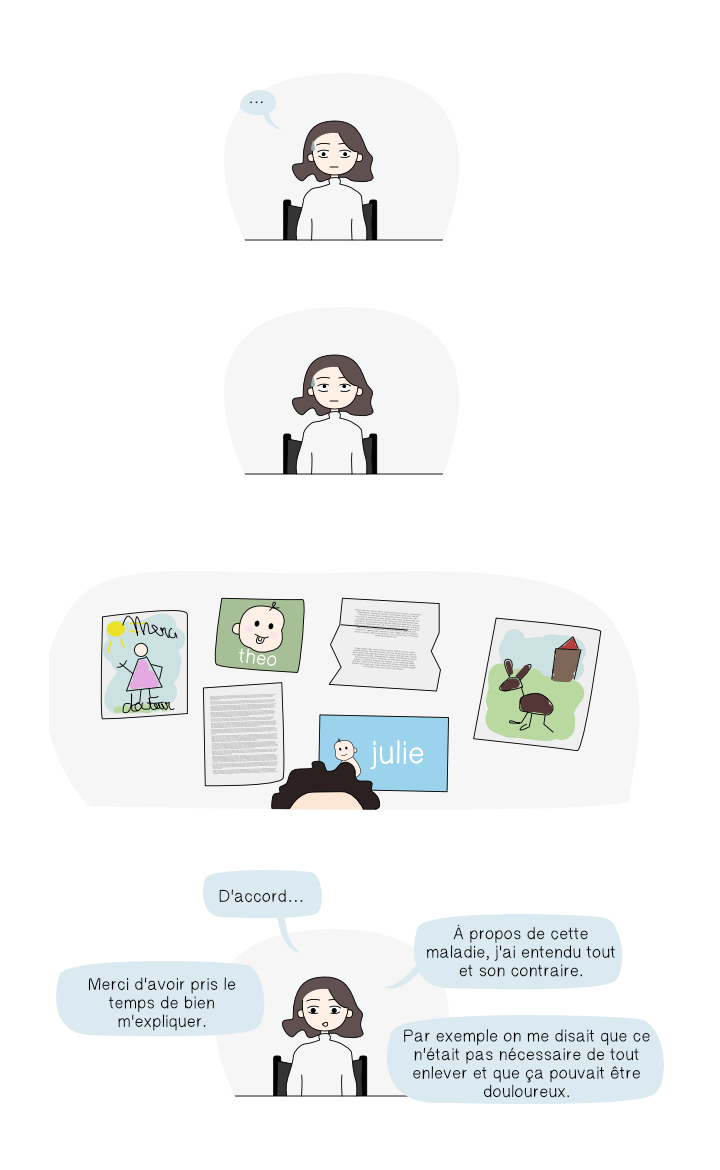 ...
Merci
docteur
theo
julie
D'accord...
À propos de cette
maladie, j'ai entendu tout
et son contraire.
Merci d'avoir pris le
temps de bien
m'expliquer.
Par exemple on me disait que ce
n'était pas nécessaire de tout
enlever et que ça pouvait être
douloureux.